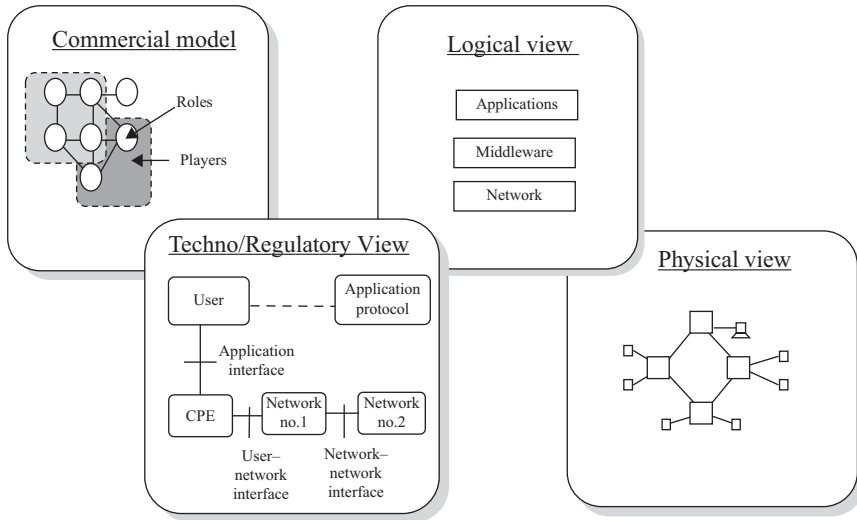 Commercial model
Roles
Players
Logical view
Applications
Middleware
Network
Techno/Regulatory View
User
Application
protocol
Application
interface
CPE
Network
no.1
Network
no.2
User–
network
interface
Network–
network
interface
Physical view